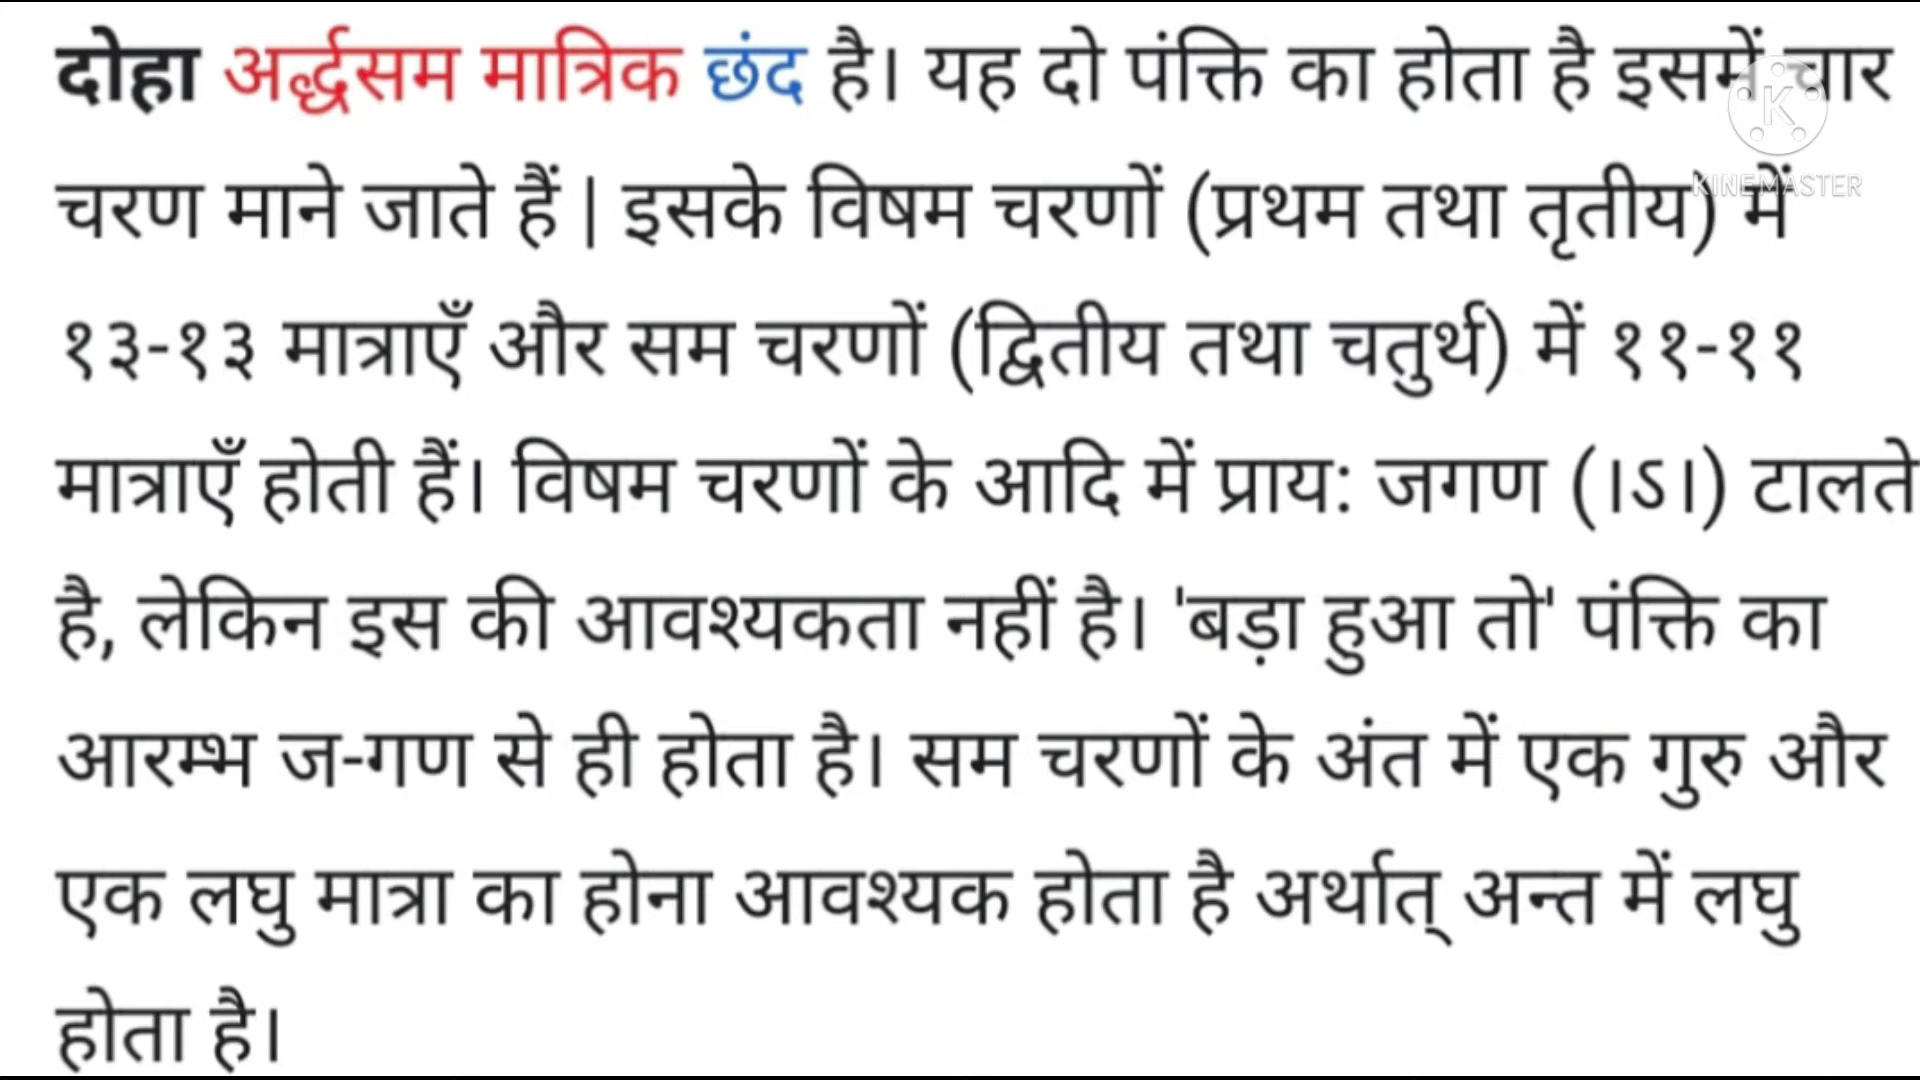 दोहा अर्द्धसम मात्रिक छंद है। यह दो पंक्ति का होता है इसमें चार
चरण माने जाते हैं | इसके विषम चरणों (प्रथम तथा तृतीय) में
१३-१३ मात्राएँ और सम चरणों (द्वितीय तथा चतुर्थ) में ११-११
मात्राएँ होती हैं। विषम चरणों के आदि में प्राय: जगण (।ऽ।) टालते
है, लेकिन इस की आवश्यकता नहीं है। 'बड़ा हुआ तो' पंक्ति का
आरम्भ ज-गण से ही होता है। सम चरणों के अंत में एक गुरु और
एक लघु मात्रा का होना आवश्यक होता है अर्थात् अन्त में लघु
होता है।
K
KINEMASTER